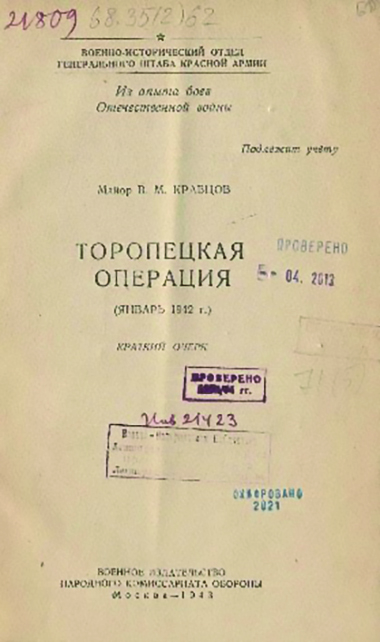 21809 68.35(2)62
ВОЕННО-ИСТОРИЧЕСКИЙ ОТДЕЛ
ГЕНЕРАЛЬНОГО ШТАБА КРАСНОЙ АРМИИ
Из опыта боев
Отечественной войны
Подлежит учёту
Майор В. М. КРАВЦОВ
ТОРОПЕЦКАЯ
ОПЕРАЦИЯ
ПРОВЕРЕНО
04. 2013
(ЯНВАРЬ 1942 г.)
КРАТКИЙ ОЧЕРК
ПРОВЕРЕНО
гг.
Инв 21423
ОЦИФРОВАНО
2021
ВОЕННОЕ ИЗДАТЕЛЬСТВО
НАРОДНОГО КОМИССАРИАТА ОБОРОНЫ
Москва—1943